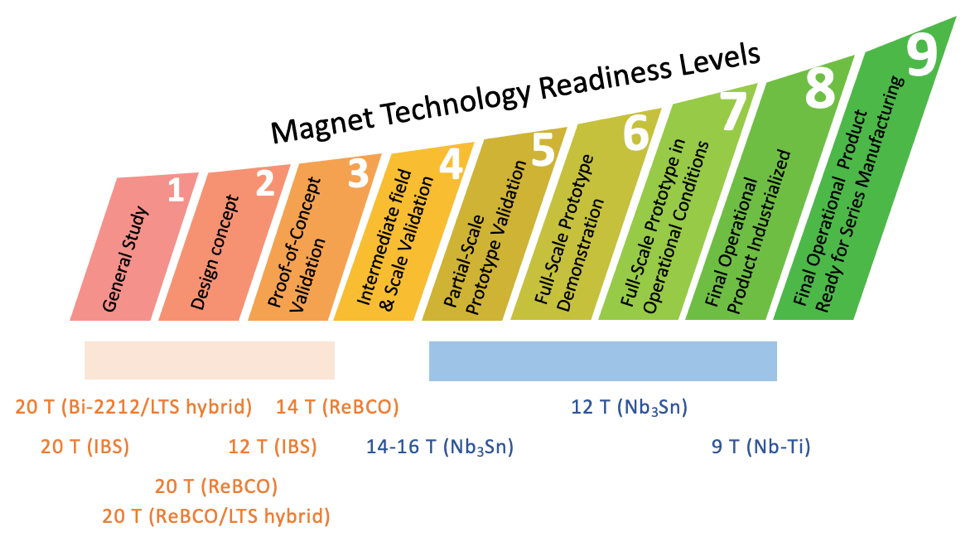 Magnet Technology Readiness Levels
1
General Study
2
Design concept
3
Proof-of-Concept
Validation
4
Intermediate field
& Scale Validation
5
Partial-Scale
Prototype Validation
6
Full-Scale Prototype
Demonstration
7
Full-Scale Prototype in
Operational Conditions
8
Final Operational
Product Industrialized
9
Final Operational Product
Ready for Series Manufacturing
20 T (Bi-2212/LTS hybrid) 14 T (ReBCO) 12 T (Nb₃Sn)
20 T (IBS) 12 T (IBS) 14-16 T (Nb₃Sn) 9 T (Nb-Ti)
20 T (ReBCO)
20 T (ReBCO/LTS hybrid)